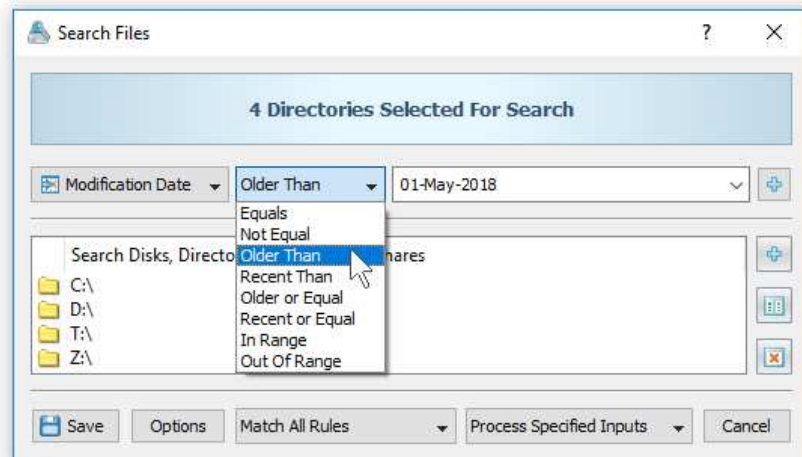 Search Files
?
4 Directories Selected For Search
Modification Date
Older Than
01-May-2018
Equals
Not Equal
Older Than
Recent Than
Older or Equal
Recent or Equal
In Range
Out Of Range
Search Disks, Directo
hares
C:\
D:\
T:\
Z:\
Save
Options
Match All Rules
Process Specified Inputs
Cancel